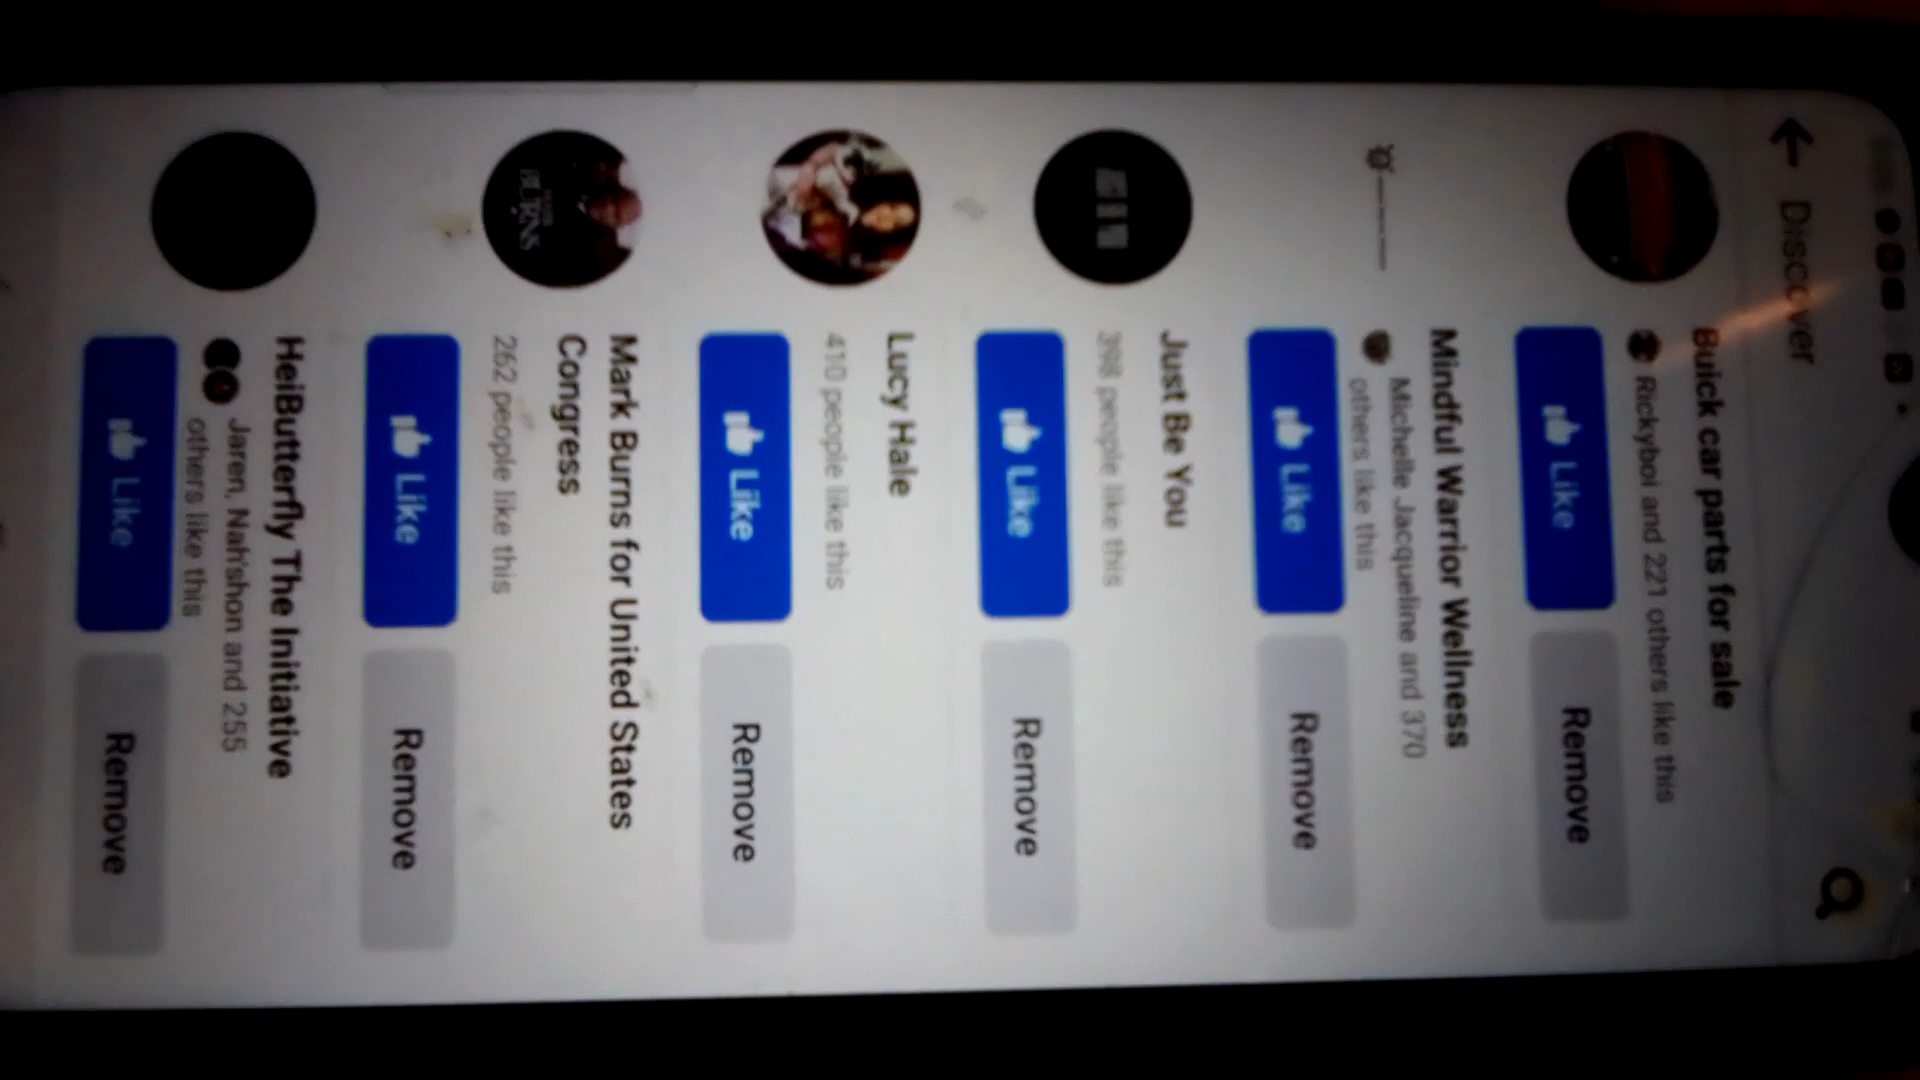 Discover
Buick car parts for sale
Rickyboi and 221 others like this
Like
Remove
Mindful Warrior Wellness
Michelle Jacqueline and 370
others like this
Like
Remove
Just Be You
398 people like this
Like
Remove
Lucy Hale
410 people like this
Like
Remove
BURNS
Mark Burns for United States
Congress
262 people like this
Like
Remove
HeiButterfly The Initiative
Jaren, Nah'shon and 255
others like this
Like
Remove